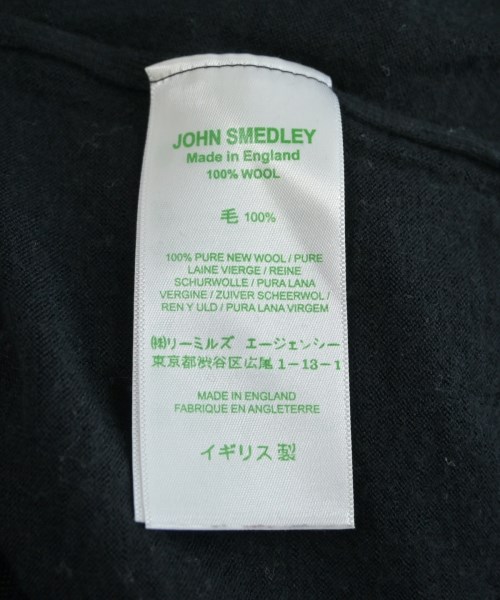 JOHN SMEDLEY
Made in England
100% WOOL
毛 100%
100% PURE NEW WOOL / PURE
LAINE VIERGE / REINE
SCHURWOLLE / PURA LANA
VERGINE / ZUIVER SCHEERWOL /
REN Y ULD / PURA LANA VIRGEM
㈱リーミルズ エージェンシー
東京都渋谷区広尾 1-13-1
MADE IN ENGLAND
FABRIQUE EN ANGLETERRE
イギリス 製